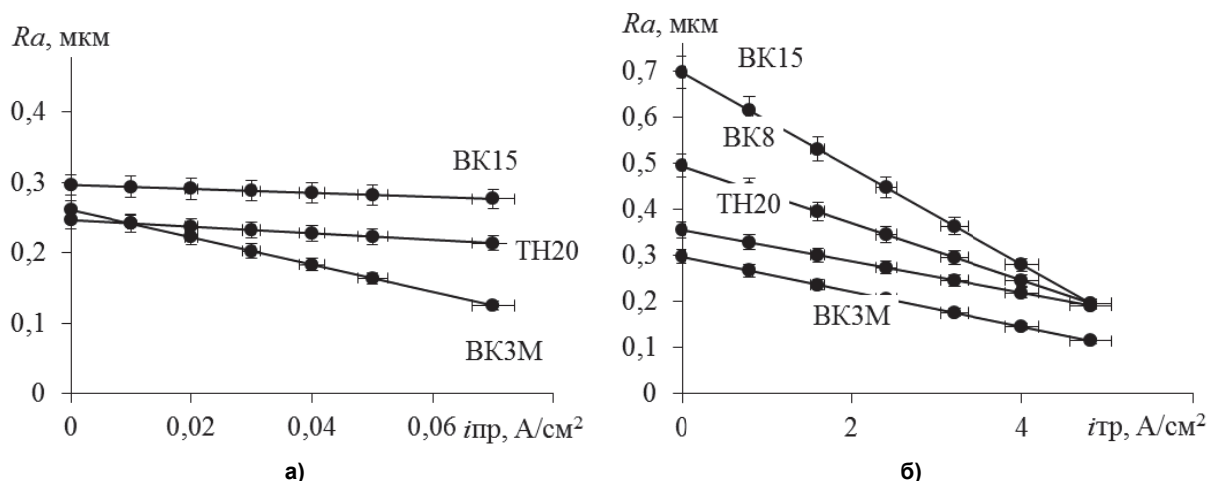 Ra, мкм
0,4
0,3
0,2
0,1
0
ВК15
ТН20
ВК3М
0
0,02
0,04
0,06
iпр, А/см²
а)
Ra, мкм
0,7
0,6
0,5
0,4
0,3
0,2
0,1
0
ВК15
ВК8
ТН20
ВК3М
0
2
4
iтр, А/см²
б)